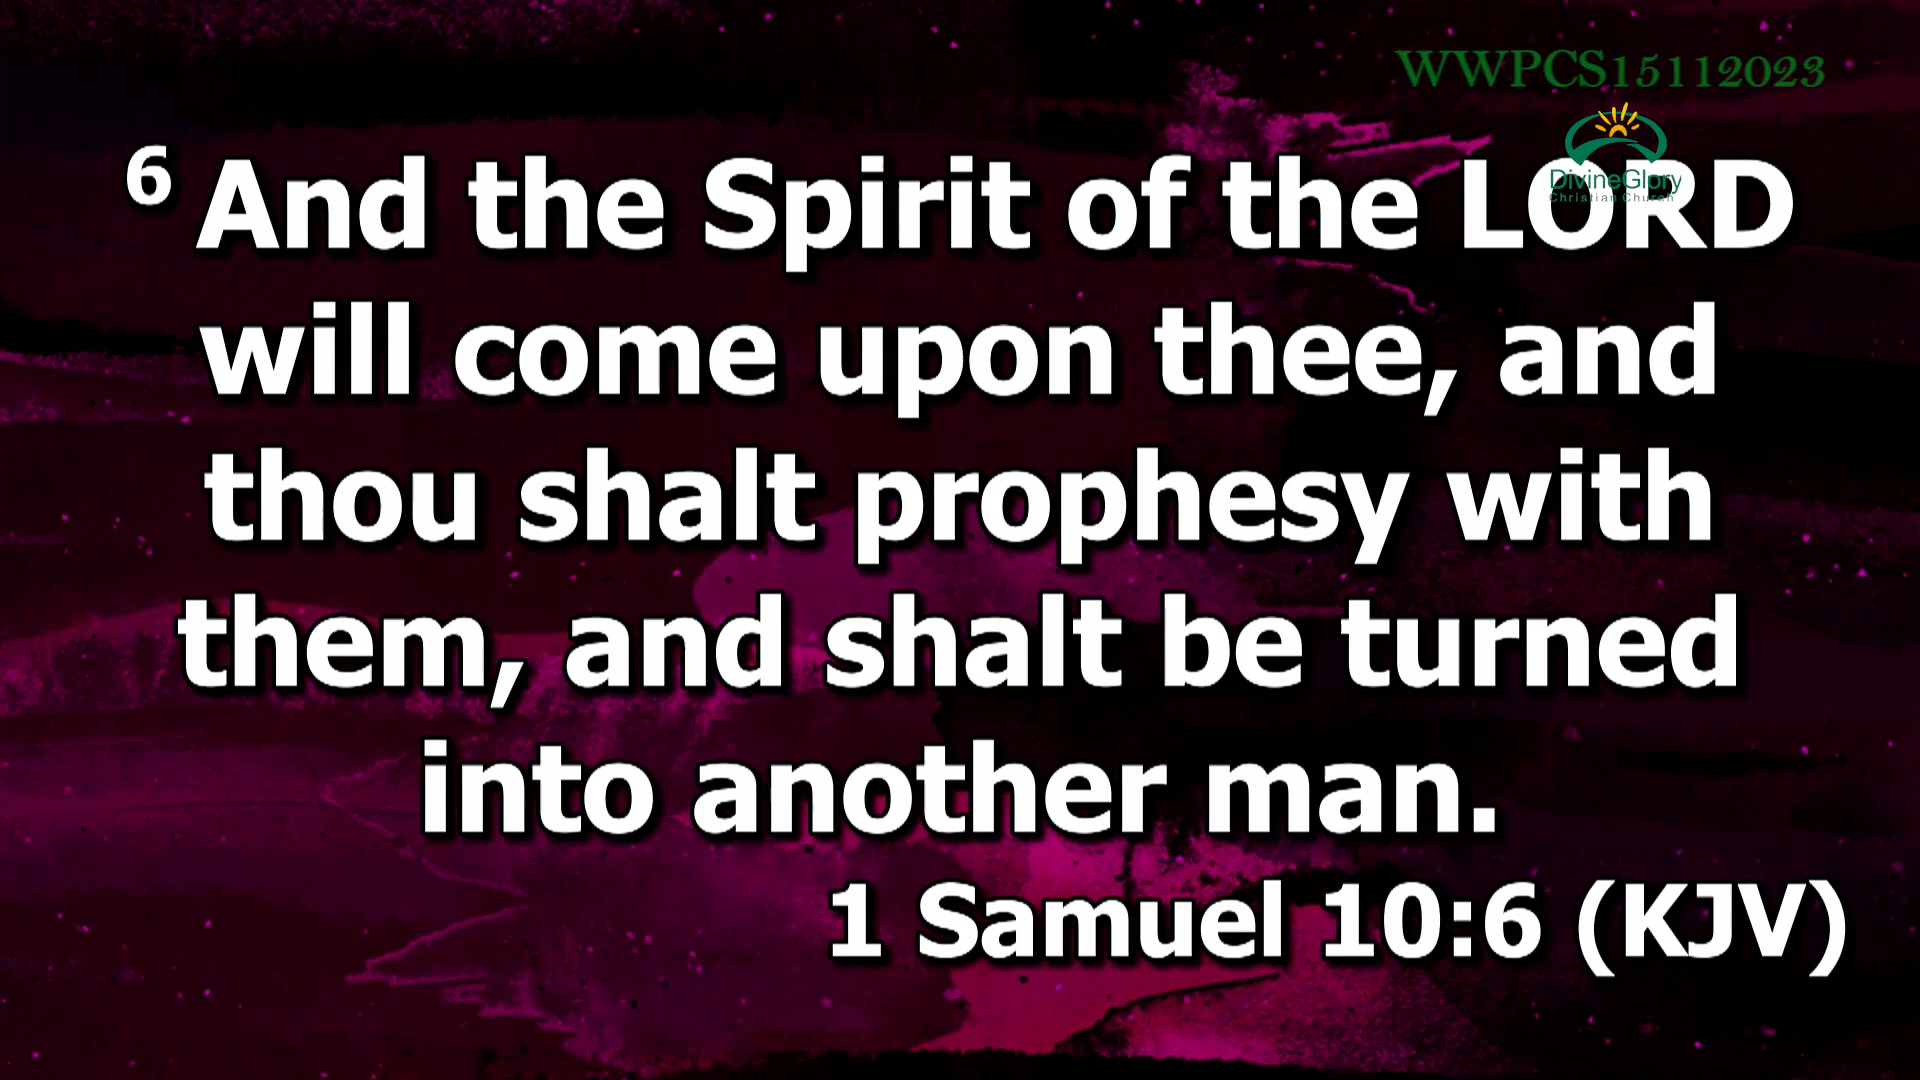 WWPCS15112023
DivineGlory
Christian Church
6 And the Spirit of the LORD
will come upon thee, and
thou shalt prophesy with
them, and shalt be turned
into another man.
1 Samuel 10:6 (KJV)